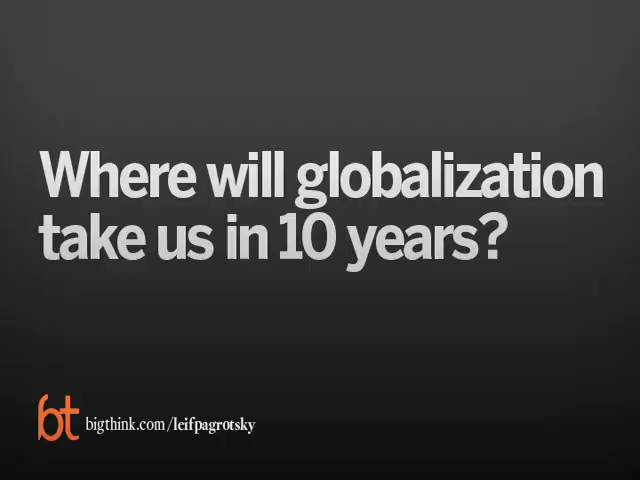 Where will globalization
take us in 10 years?
bt bigthink.com/leifpagrotsky